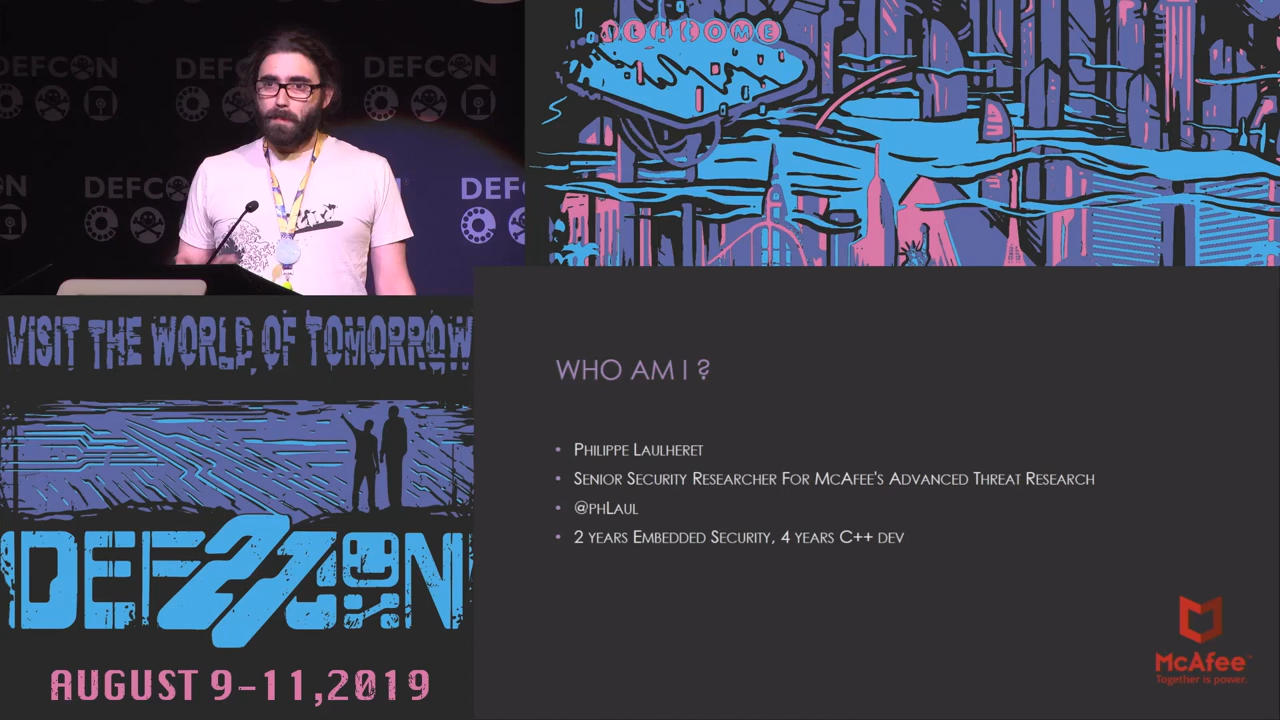 WELCOME
DEFCON DEFCON DEFCON
CON DEFCON DEF
VISIT THE WORLD OF TOMORROW
DEF27CON
AUGUST 9-11,2019
WHO AM I ?
• PHILIPPE LAULHERET
• SENIOR SECURITY RESEARCHER FOR MCAFEE'S ADVANCED THREAT RESEARCH
• @PHLAUL
• 2 YEARS EMBEDDED SECURITY, 4 YEARS C++ DEV
McAfee™
Together is power.